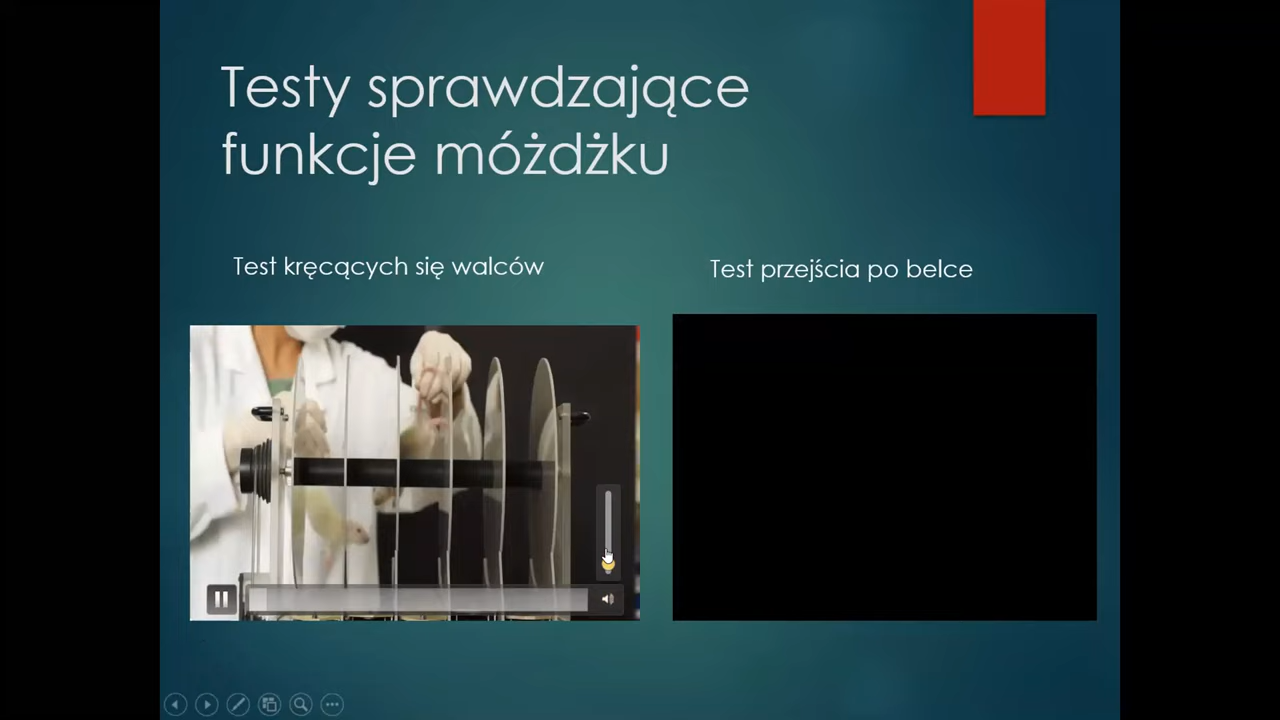 Testy sprawdzające
funkcje móżdżku
Test kręcących się walców
Test przejścia po belce